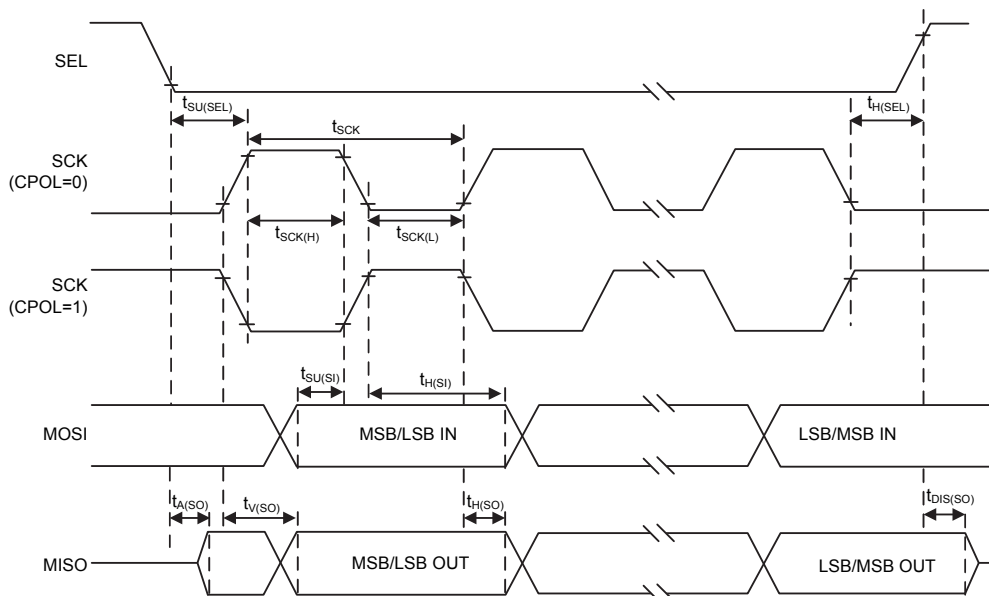 SEL
tSU(SEL)
tSCK
tH(SEL)
SCK
(CPOL=0)
tSCK(H)
tSCK(L)
SCK
(CPOL=1)
tSU(SI)
tH(SI)
MOSI
MSB/LSB IN
LSB/MSB IN
tA(SO)
tV(SO)
tH(SO)
tDIS(SO)
MISO
MSB/LSB OUT
LSB/MSB OUT